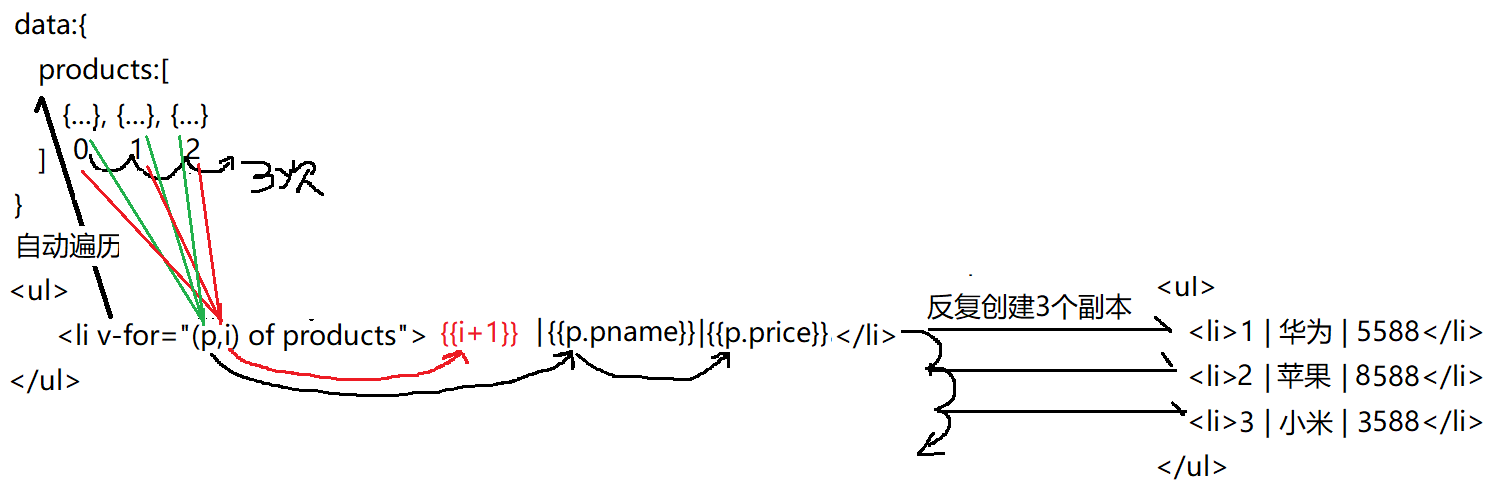 data:{
products:[
{...}, {...}, {...}
0 1 2
]
3次
}
自动遍历
<ul>
<li v-for="(p,i) of products"> {{i+1}} |{{p.pname}}|{{p.price}}</li>
</ul>
反复创建3个副本
<ul>
<li>1 | 华为 | 5588</li>
<li>2 | 苹果 | 8588</li>
<li>3 | 小米 | 3588</li>
</ul>